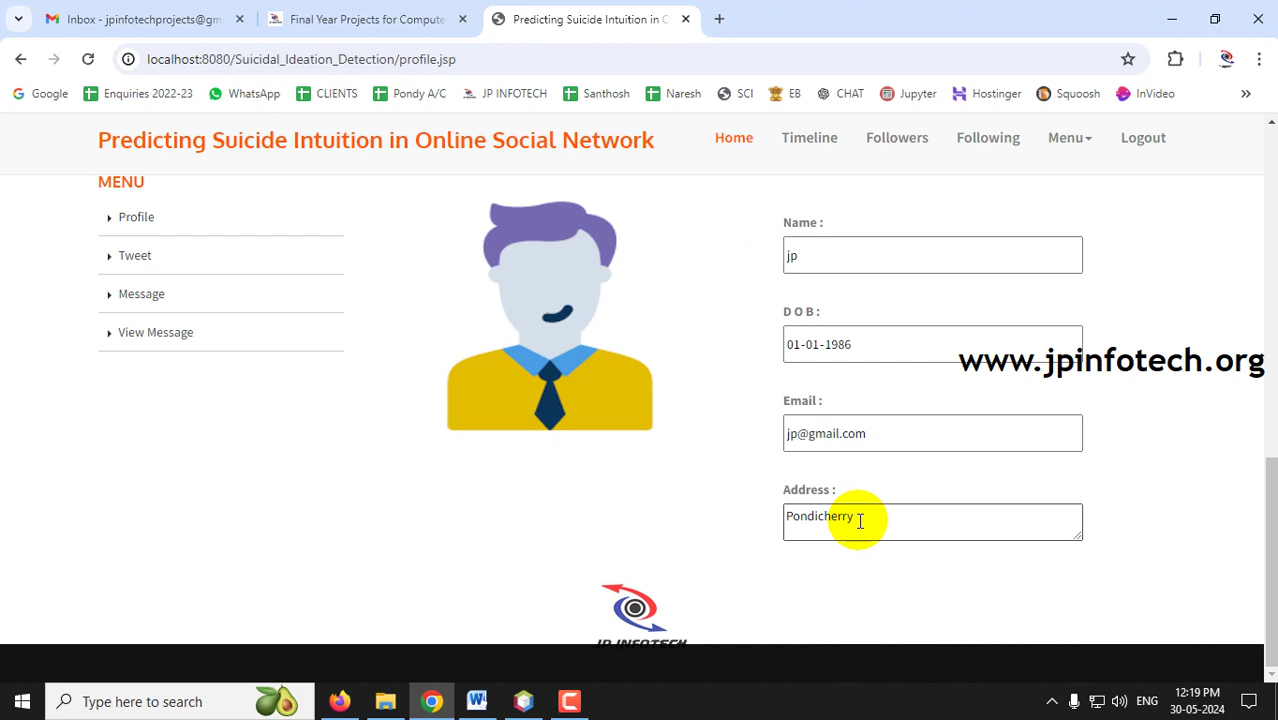 Inbox - jpinfotechprojects@gm
Final Year Projects for Compute
Predicting Suicide Intuition in O
localhost:8080/Suicidal_Ideation_Detection/profile.jsp
Google
Enquiries 2022-23
WhatsApp
CLIENTS
Pondy A/C
JP INFOTECH
Santhosh
Naresh
SCI
EB
CHAT
Jupyter
Hostinger
Squoosh
InVideo
Predicting Suicide Intuition in Online Social Network
Home
Timeline
Followers
Following
Menu
Logout
MENU
Profile
Tweet
Message
View Message
Name :
jp
D O B :
01-01-1986
www.jpinfotech.org
Email :
jp@gmail.com
Address :
Pondicherry
JP INFOTECH
Type here to search
ENG
12:19 PM
30-05-2024